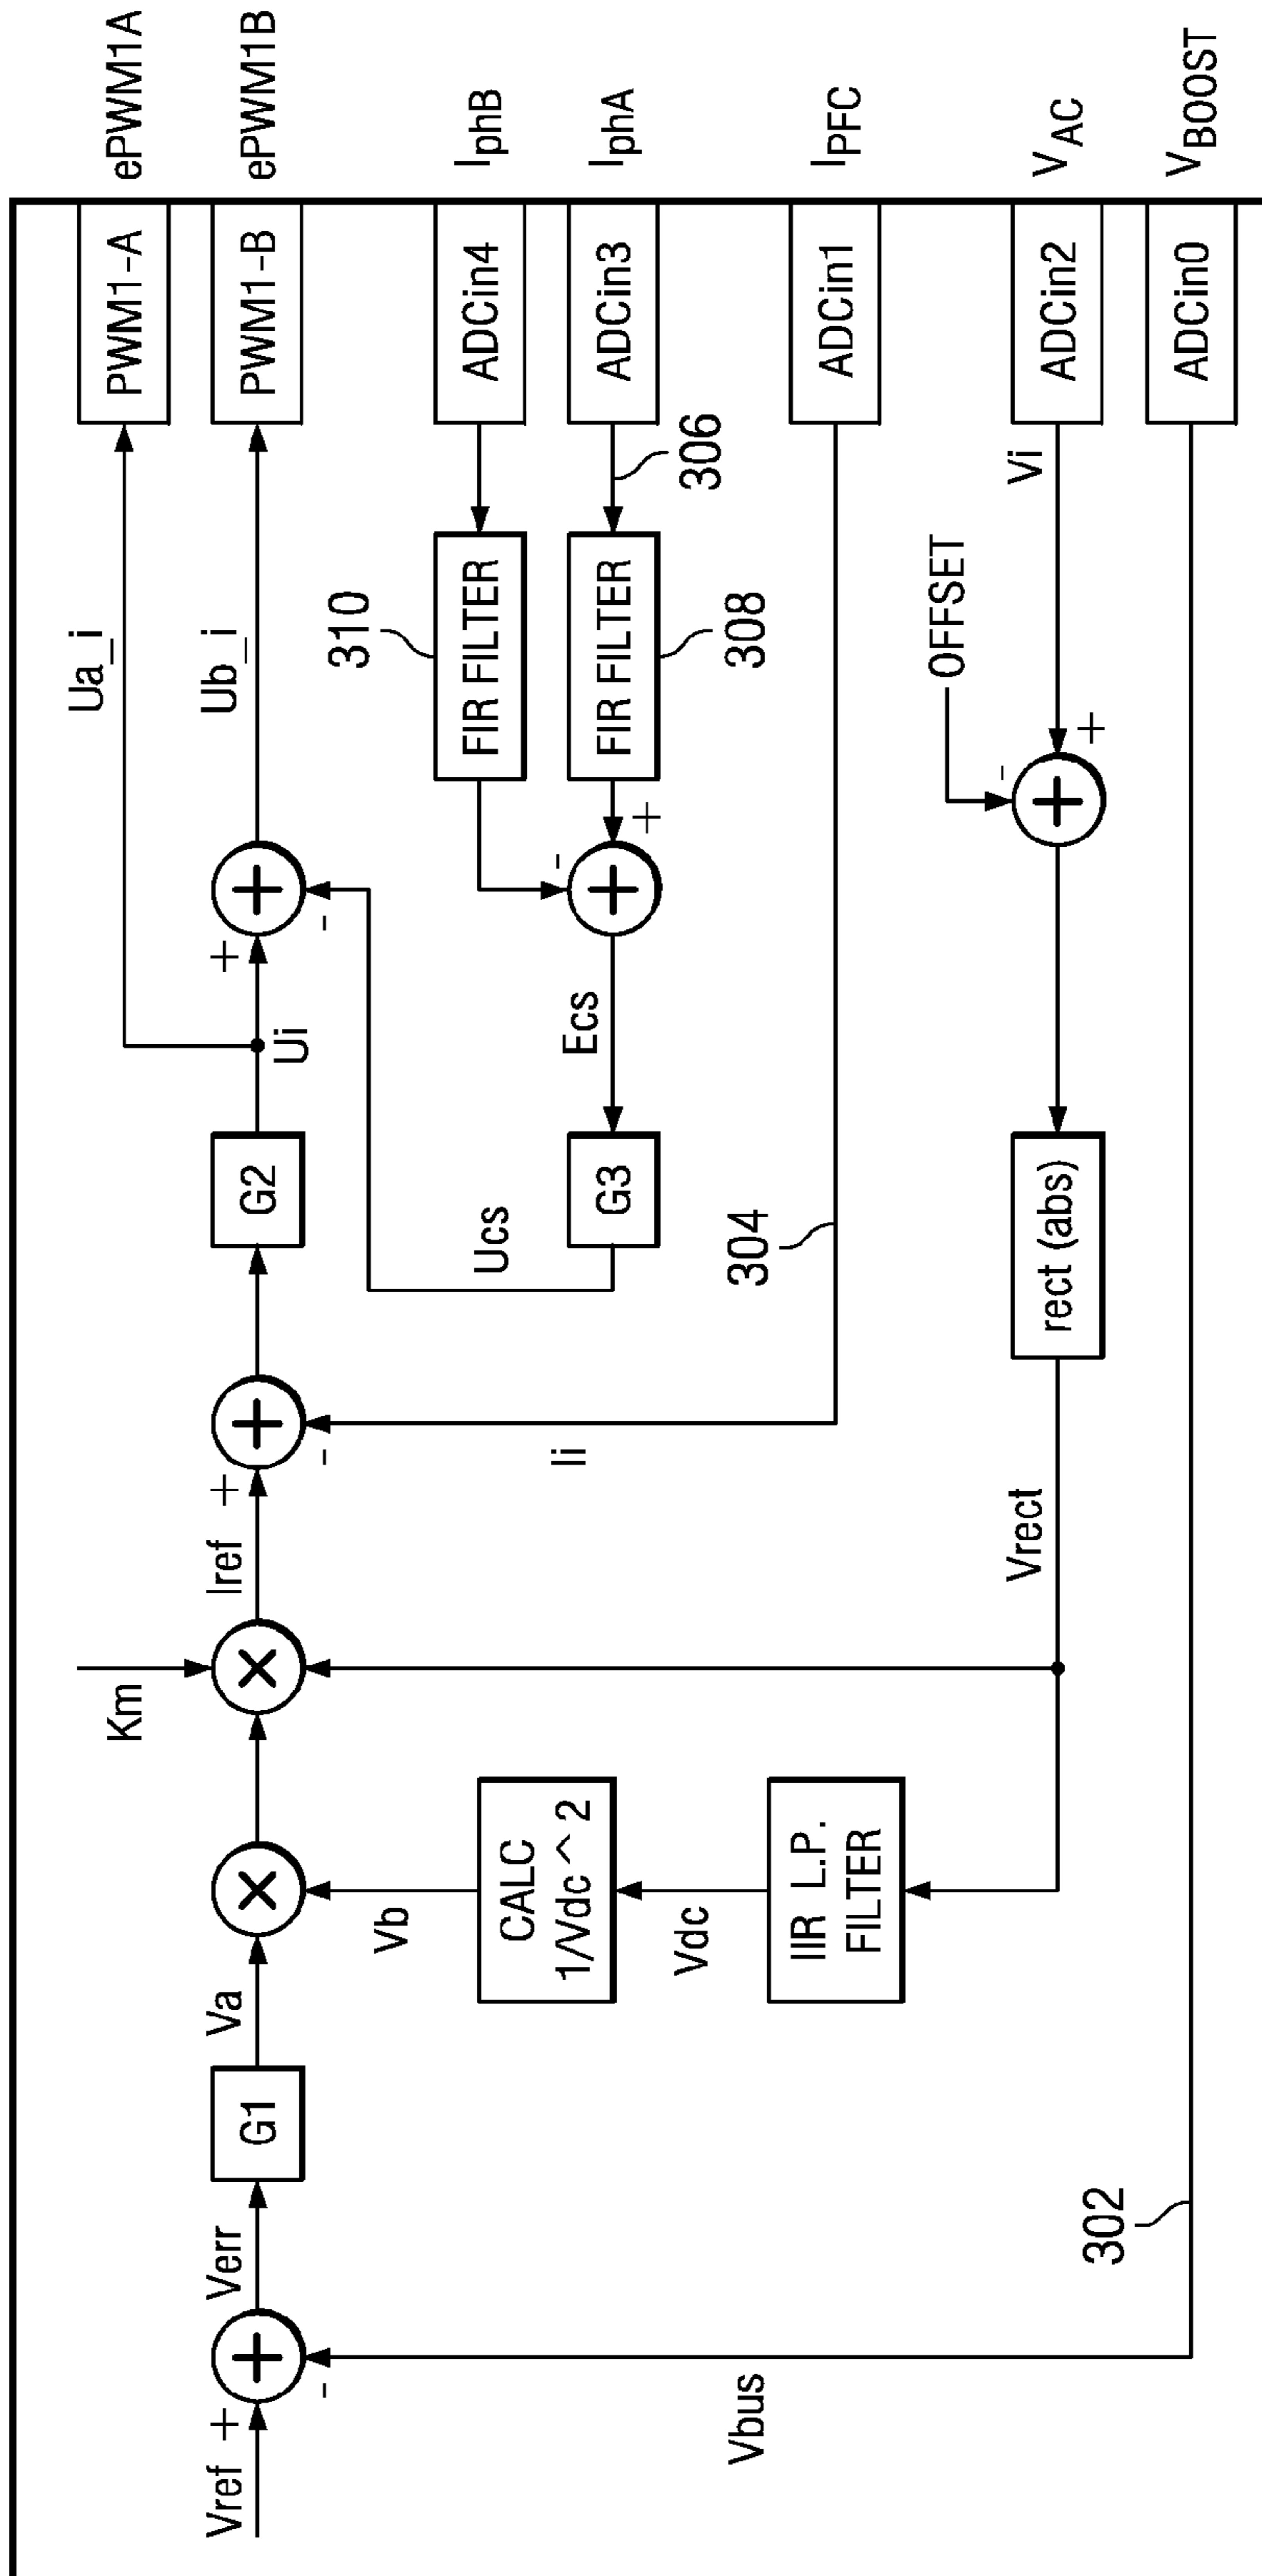 ePWM1A
PWM1-A
Ua_i
ePWM1B
PWM1-B
Ub_i
+
-
Ui
G2
+
-
Iref
Km
Va
G1
Verr
+
-
Vref
IphB
ADCin4
FIR FILTER
310
IphA
ADCin3
306
FIR FILTER
308
+
-
Ecs
G3
Ucs
IPFC
ADCin1
304
Ii
VAC
ADCin2
Vi
OFFSET
+
-
rect (abs)
Vrect
IIR L.P.
FILTER
Vdc
CALC
1/Vdc ^ 2
Vb
VBOOST
ADCin0
302
Vbus